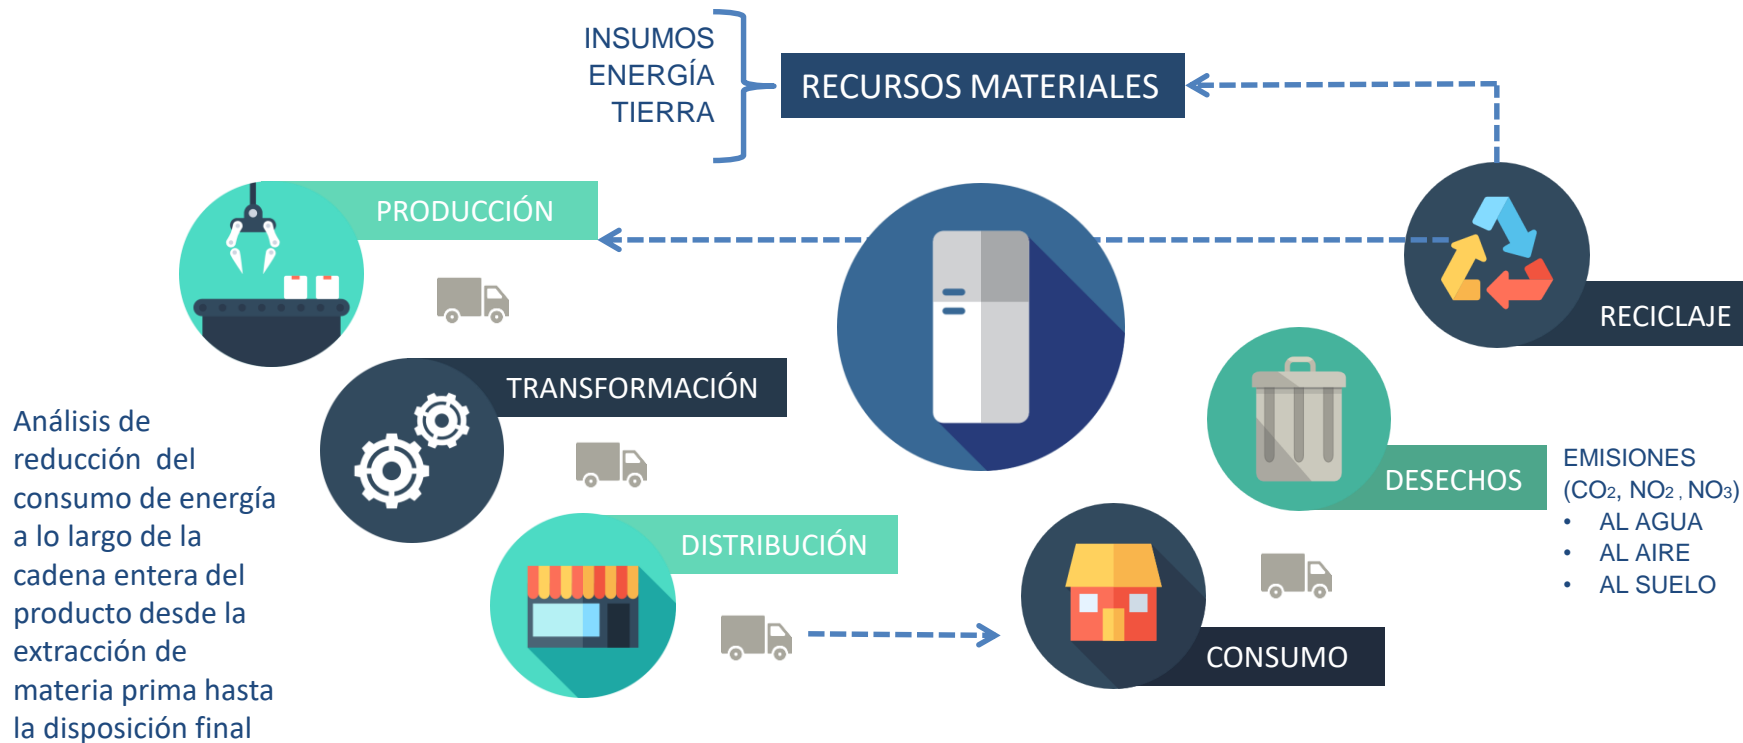 INSUMOS
ENERGÍA
TIERRA
RECURSOS MATERIALES
PRODUCCIÓN
RECICLAJE
TRANSFORMACIÓN
Análisis de
reducción  del
consumo de energía
a lo largo de la
cadena entera del
producto desde la
extracción de
materia prima hasta
la disposición final
DISTRIBUCIÓN
CONSUMO
DESECHOS
EMISIONES
(CO2, NO2 , NO3)
• AL AGUA
• AL AIRE
• AL SUELO